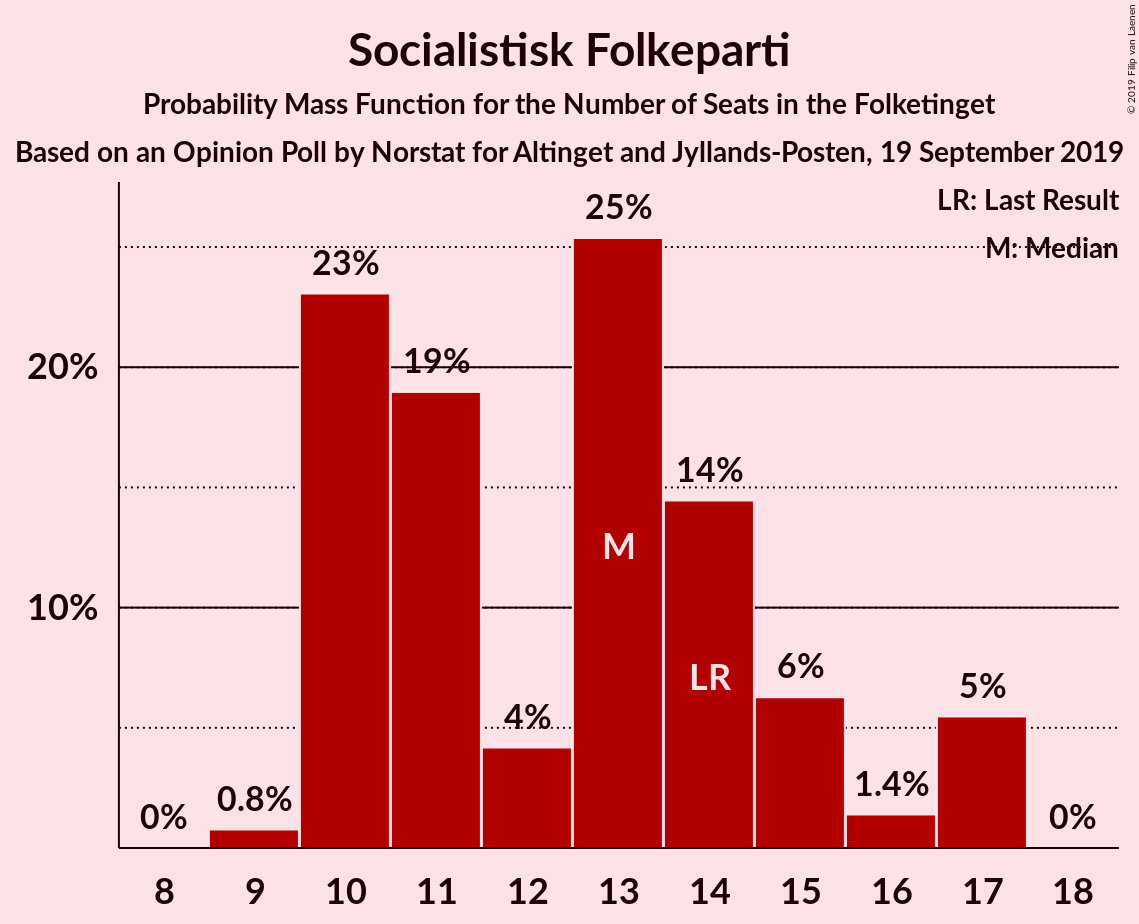 Socialistisk Folkeparti
Probability Mass Function for the Number of Seats in the Folketinget
Based on an Opinion Poll by Norstat for Altinget and Jyllands-Posten, 19 September 2019
© 2019 Filip van Laenen
LR: Last Result
M: Median
20%
10%
0%
0.8%
23%
19%
4%
25%
14%
6%
1.4%
5%
0%
M
LR
8 9 10 11 12 13 14 15 16 17 18